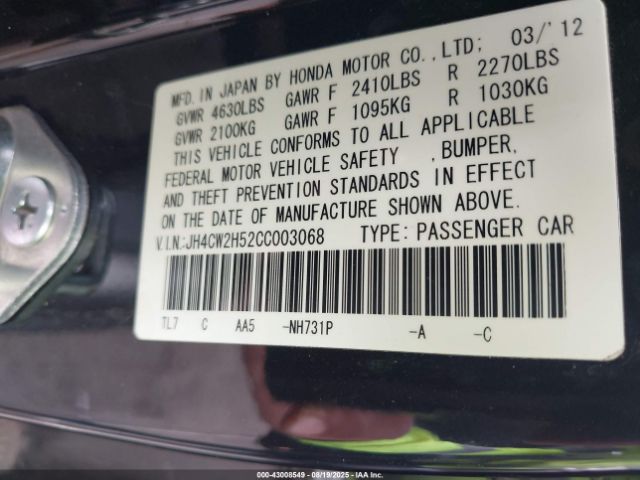 MFD. IN JAPAN BY HONDA MOTOR CO.,LTD; 03/'12
GVWR 4630LBS GAWR F 2410LBS R 2270LBS
GVWR 2100KG GAWR F 1095KG R 1030KG
THIS VEHICLE CONFORMS TO ALL APPLICABLE
FEDERAL MOTOR VEHICLE SAFETY ,BUMPER,
AND THEFT PREVENTION STANDARDS IN EFFECT
ON THE DATE OF MANUFACTURE SHOWN ABOVE.
V.I.N.:JH4CW2H52CC003068 TYPE: PASSENGER CAR
TL7 C AA5 -NH731P -A -C
000-43008549 - 08/19/2025 - IAA Inc.